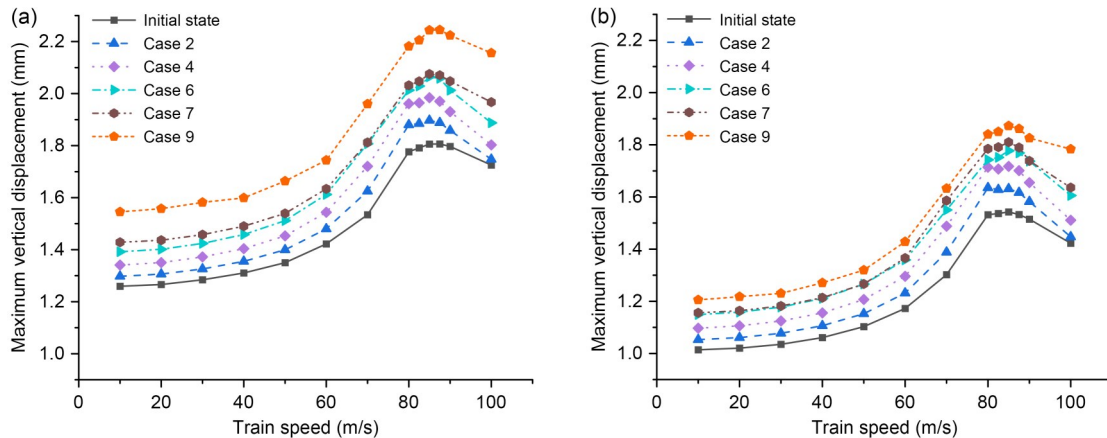 (a)
Initial state
Case 2
Case 4
Case 6
Case 7
Case 9
Maximum vertical displacement (mm)
2.2
2.0
1.8
1.6
1.4
1.2
1.0
0 20 40 60 80 100
Train speed (m/s)
(b)
Initial state
Case 2
Case 4
Case 6
Case 7
Case 9
Maximum vertical displacement (mm)
2.2
2.0
1.8
1.6
1.4
1.2
1.0
0 20 40 60 80 100
Train speed (m/s)